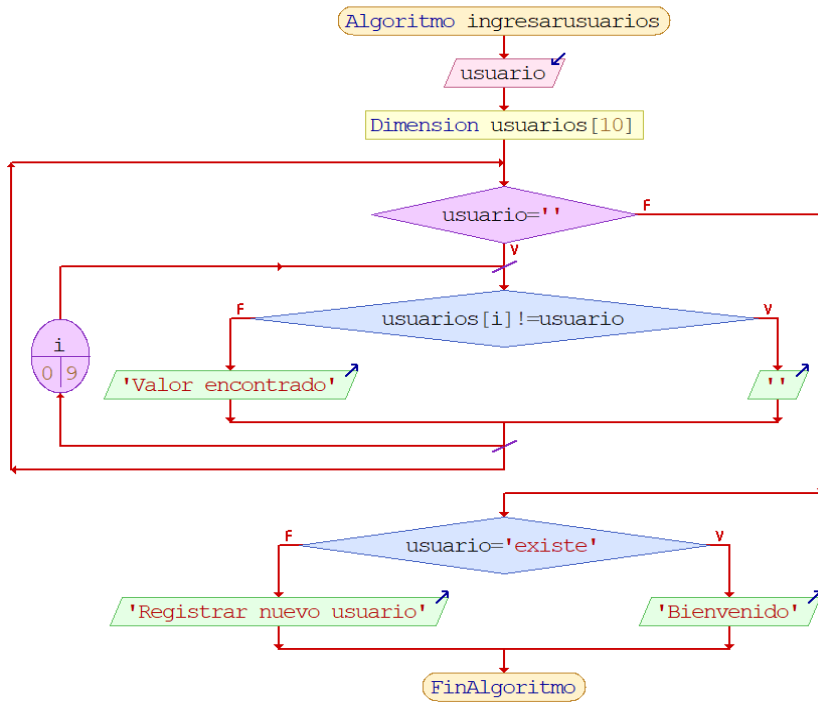 Algoritmo ingresarusuarios
usuario
Dimension usuarios[10]
usuario=''
F
V
usuarios[i]!=usuario
F
V
i
0 9
'Valor encontrado'
''
usuario='existe'
F
V
'Registrar nuevo usuario'
'Bienvenido'
FinAlgoritmo